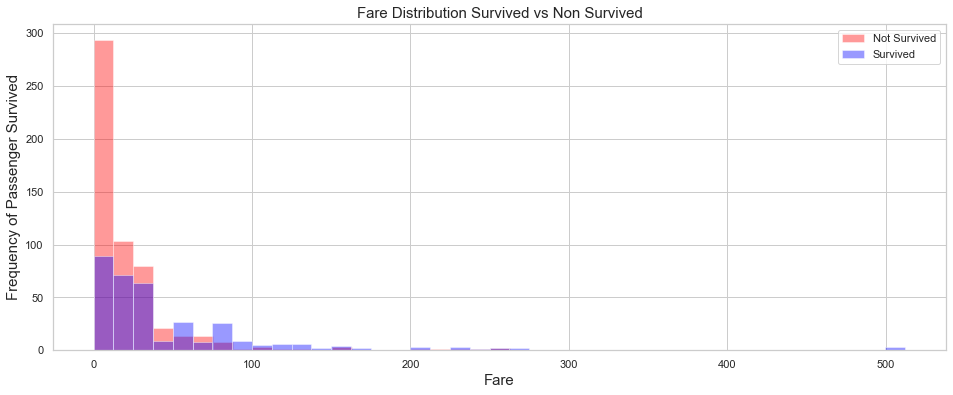 Fare Distribution Survived vs Non Survived
Not Survived
Survived
Frequency of Passenger Survived
300
250
200
150
100
50
0
0 100 200 300 400 500
Fare